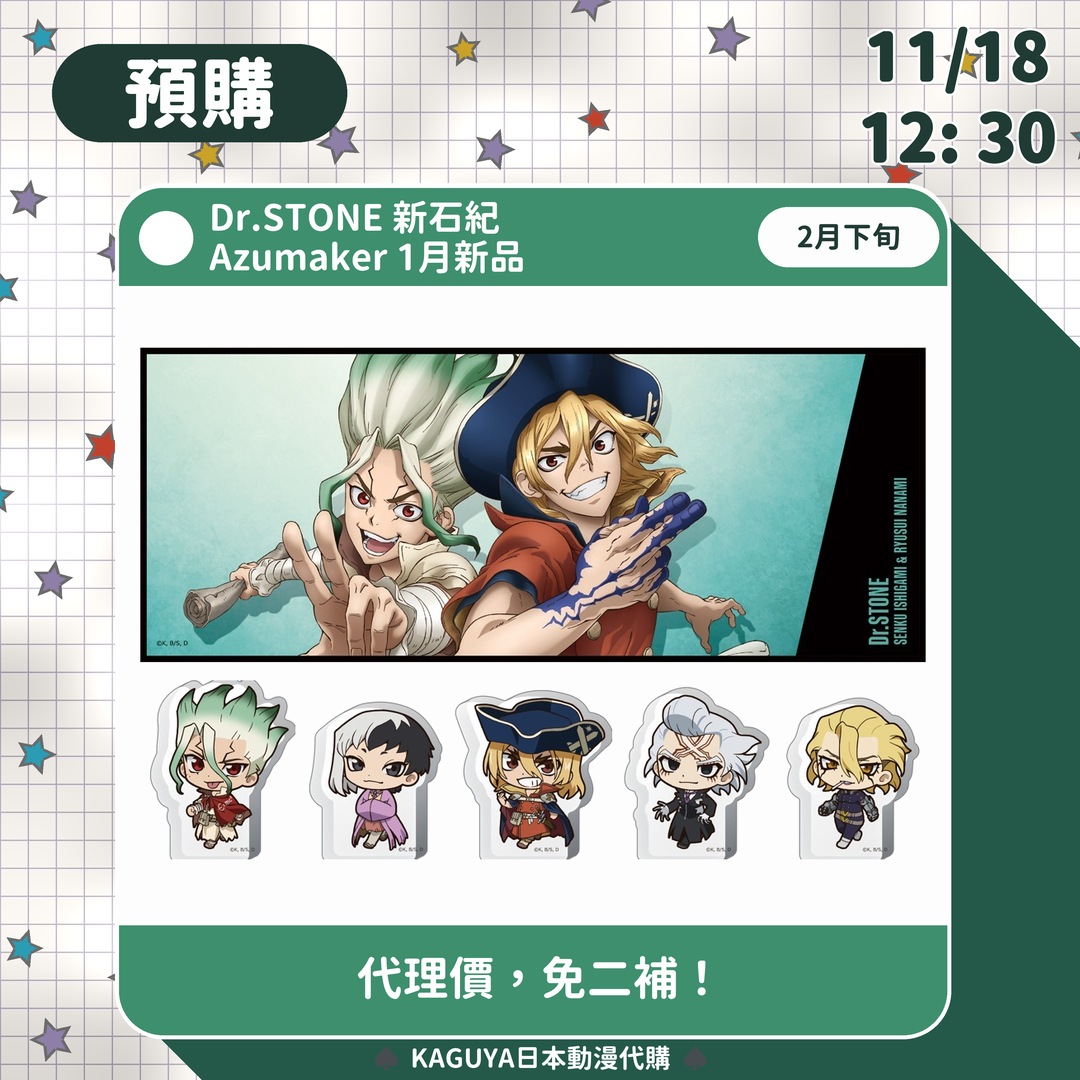 預購
11/18
12: 30
Dr.STONE 新石紀
Azumaker 1月新品
2月下旬
Dr.STONE
SENKU ISHIGAMI & RYUSUI NANAMI
©K, B/S, D
©K, B/S, D
©K, B/S, D
©K, B/S, D
©K, B/S, D
©K, B/S, D
代理價，免二補！
♠ KAGUYA日本動漫代購 ♠